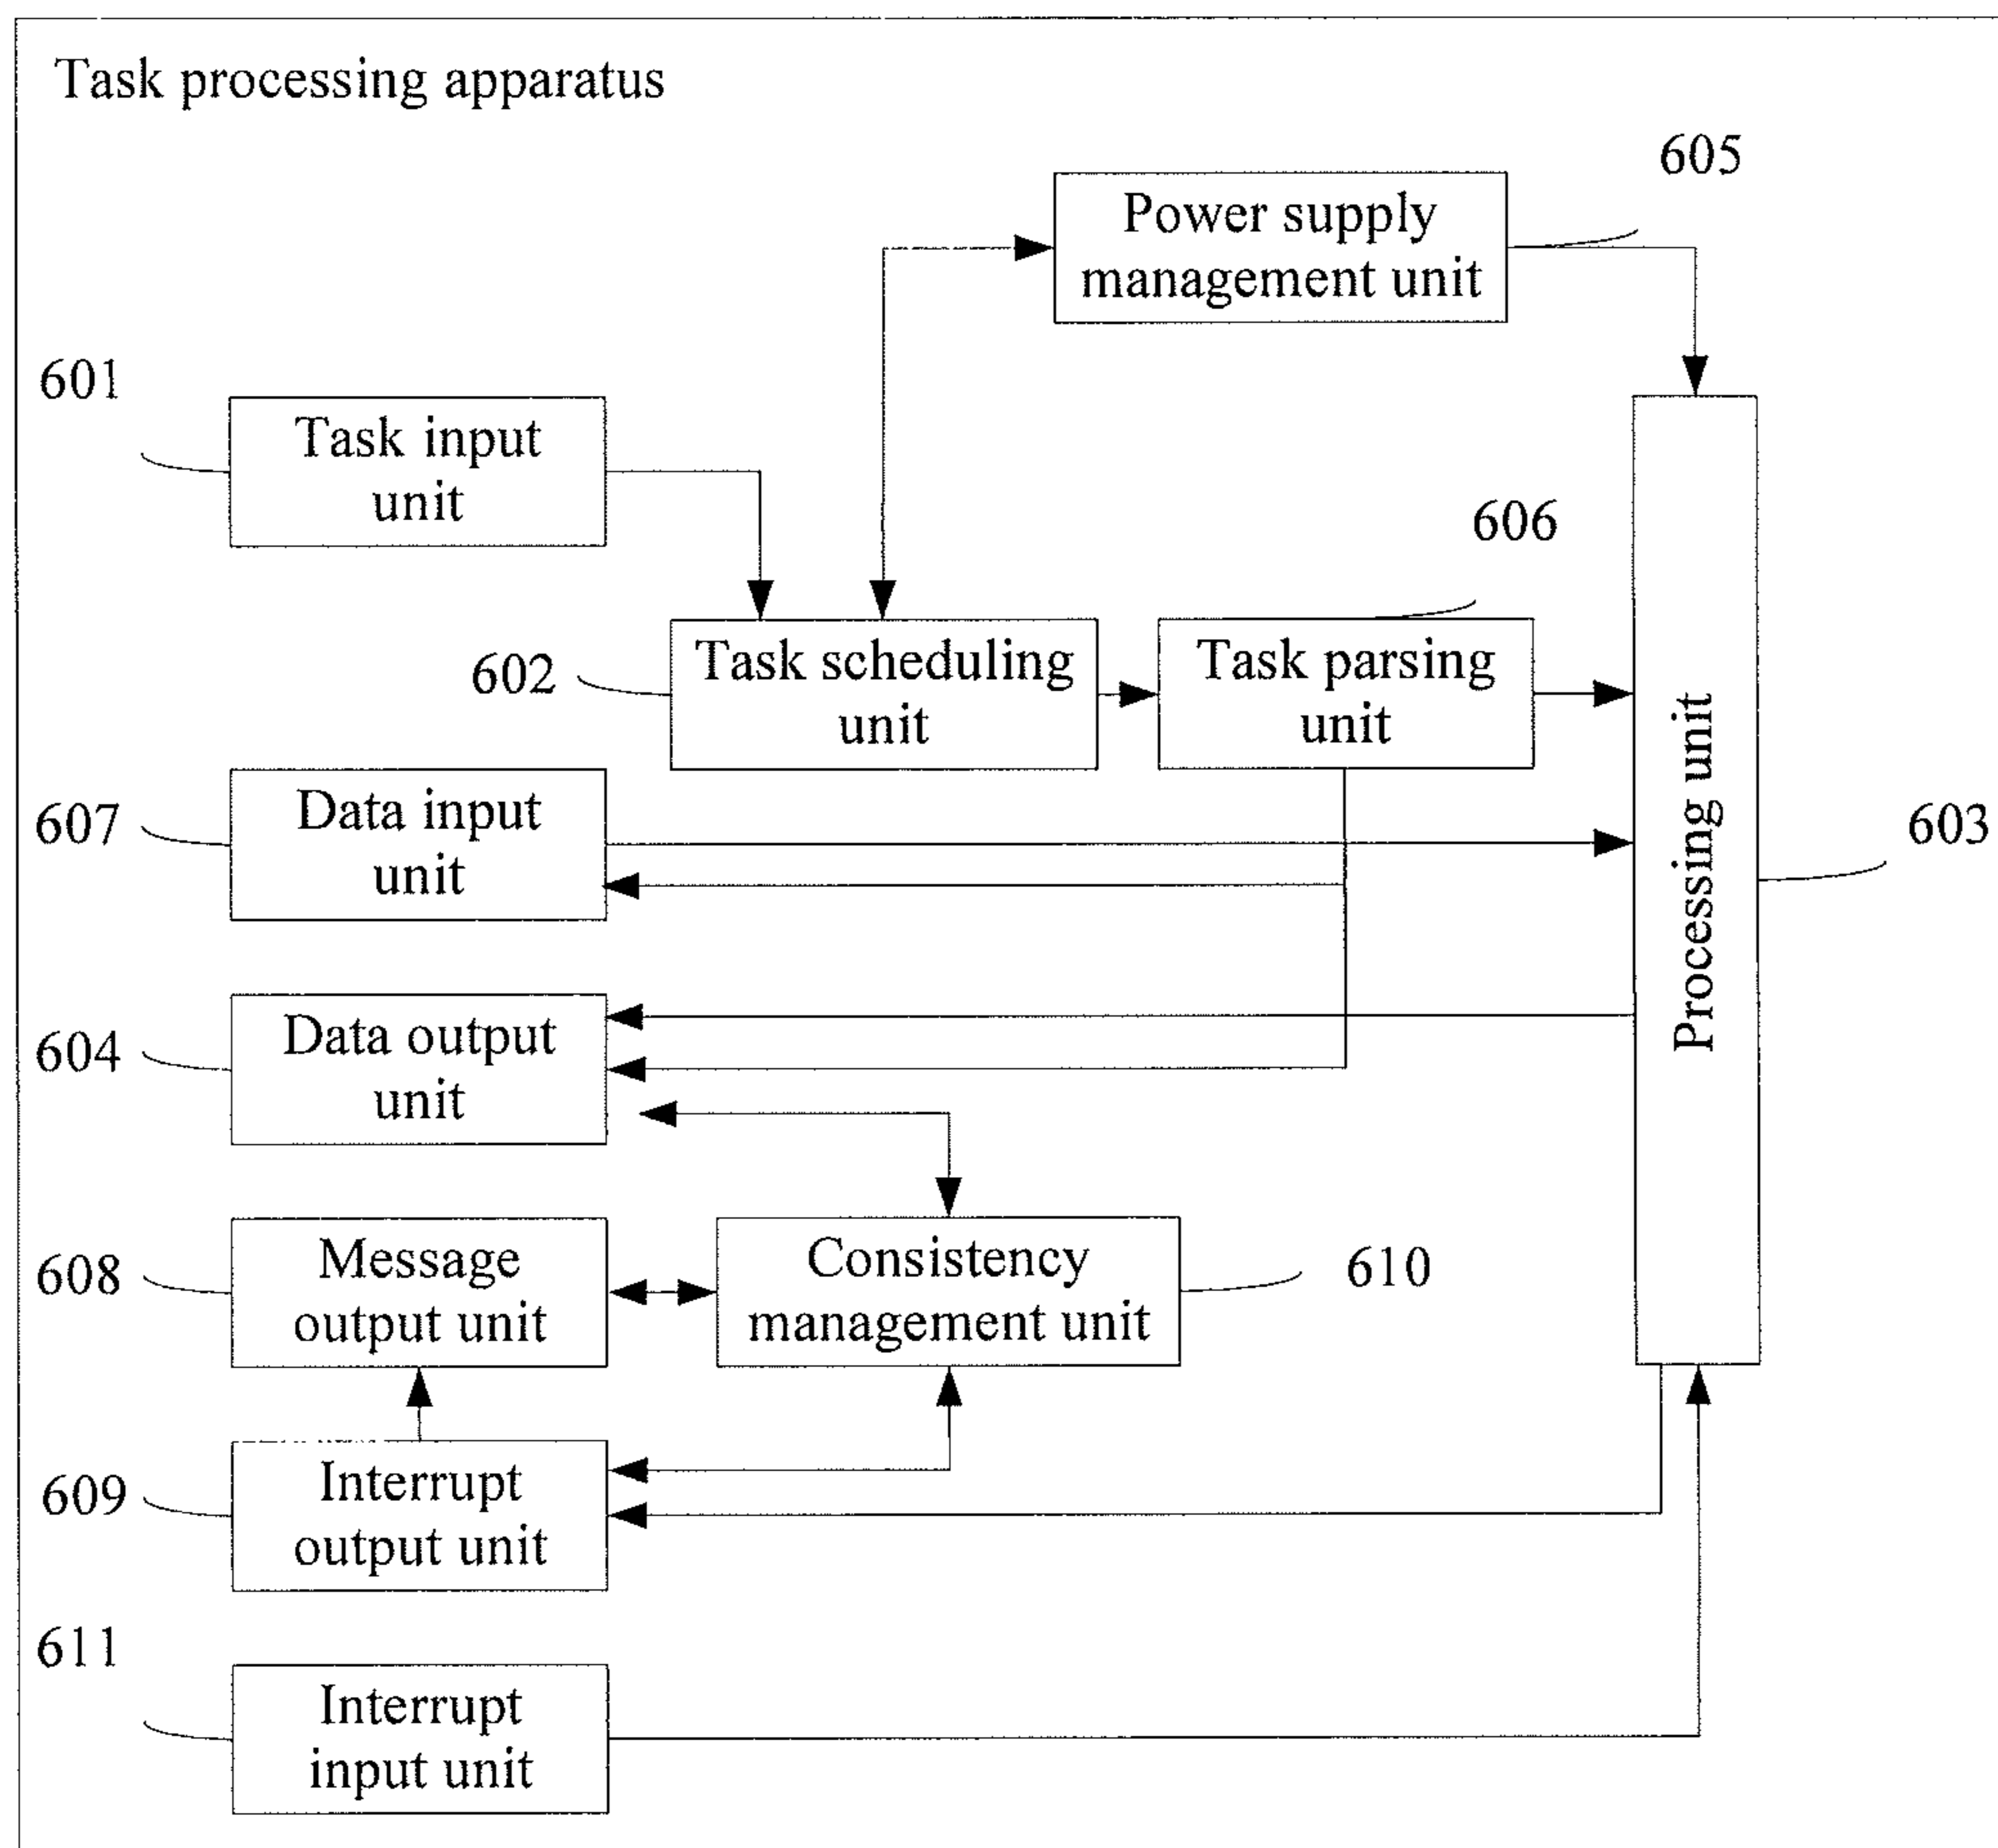 Task processing apparatus
605
Power supply
management unit
601
Task input
unit
606
602
Task scheduling
unit
Task parsing
unit
607
Data input
unit
Processing unit
603
604
Data output
unit
608
Message
output unit
Consistency
management unit
610
609
Interrupt
output unit
611
Interrupt
input unit